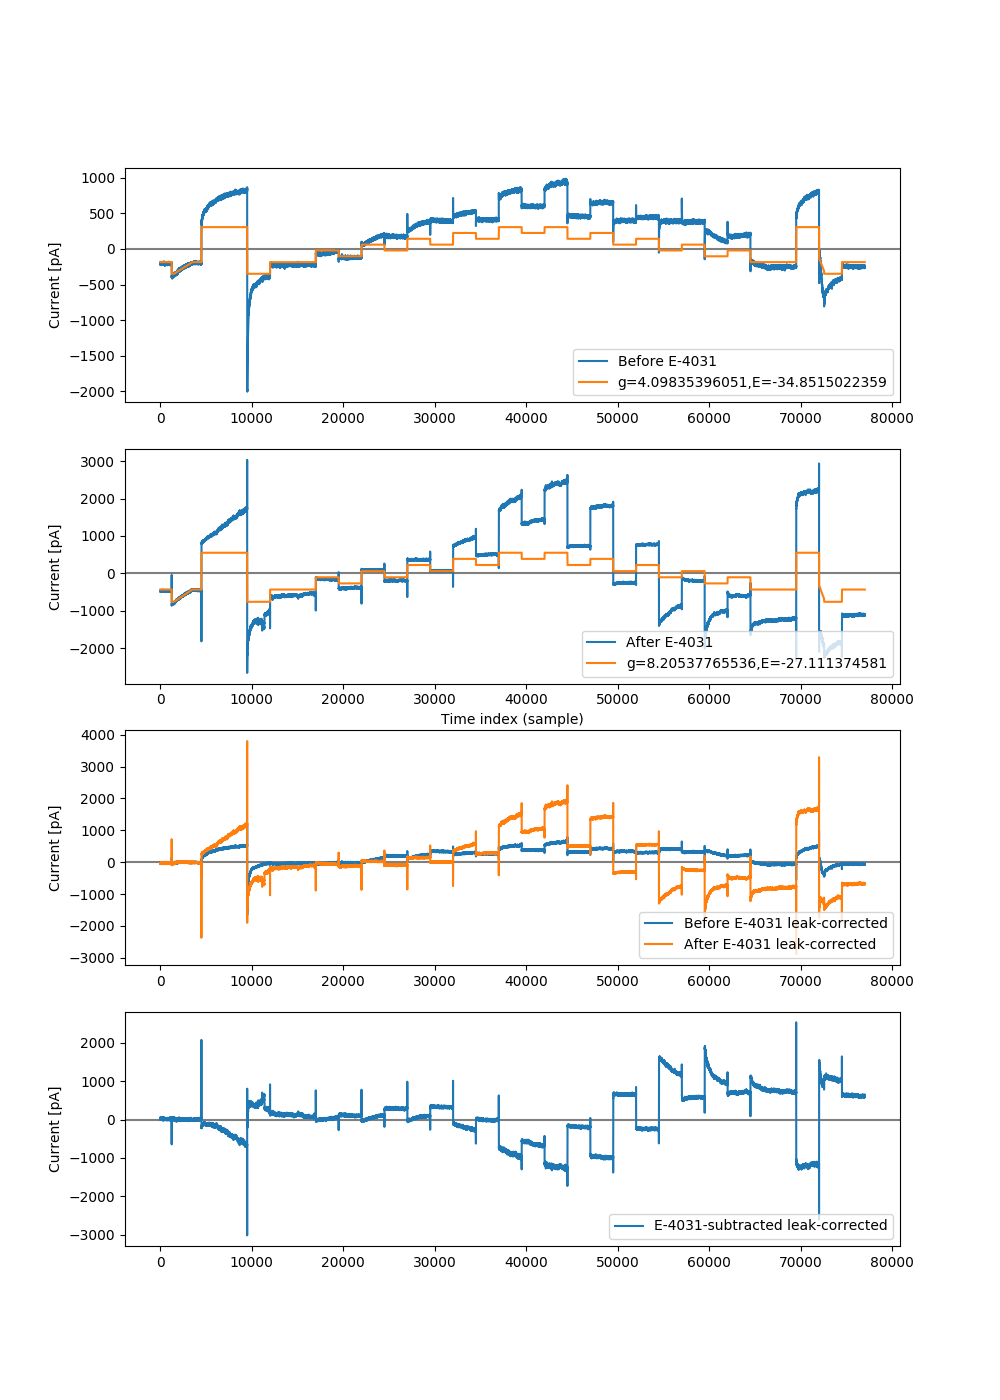 1000
500
0
−500
−1000
−1500
−2000
Current [pA]
Before E-4031
g=4.09835396051,E=-34.8515022359
0 10000 20000 30000 40000 50000 60000 70000 80000
3000
2000
1000
0
−1000
−2000
Current [pA]
After E-4031
g=8.20537765536,E=-27.111374581
0 10000 20000 30000 40000 50000 60000 70000 80000
Time index (sample)
4000
3000
2000
1000
0
−1000
−2000
−3000
Current [pA]
Before E-4031 leak-corrected
After E-4031 leak-corrected
0 10000 20000 30000 40000 50000 60000 70000 80000
2000
1000
0
−1000
−2000
−3000
Current [pA]
E-4031-subtracted leak-corrected
0 10000 20000 30000 40000 50000 60000 70000 80000